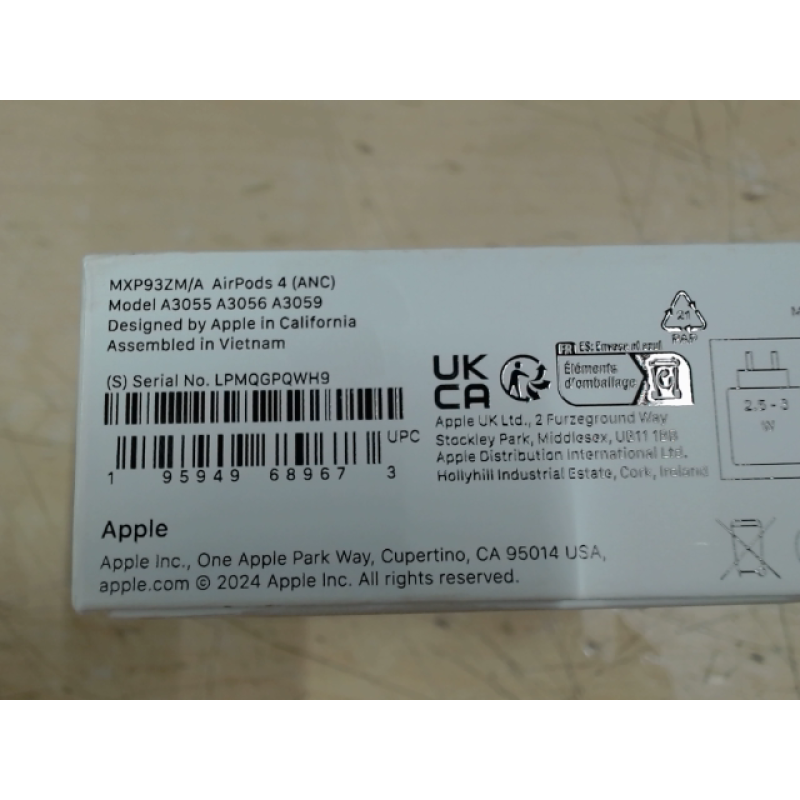 MXP93ZM/A AirPods 4 (ANC)
Model A3055 A3056 A3059
Designed by Apple in California
Assembled in Vietnam
(S) Serial No. LPMQGPQWH9
UPC
1 95949 68967 3
Apple
Apple Inc., One Apple Park Way, Cupertino, CA 95014 USA,
apple.com © 2024 Apple Inc. All rights reserved.
UK
CA
FR
Éléments
d'emballage
Apple UK Ltd., 2 Furzeground Way
Stockley Park, Middlesex, UB11 1BB
Apple Distribution International Ltd.
Hollyhill Industrial Estate, Cork, Ireland
21
PAP
2.5 - 3
W